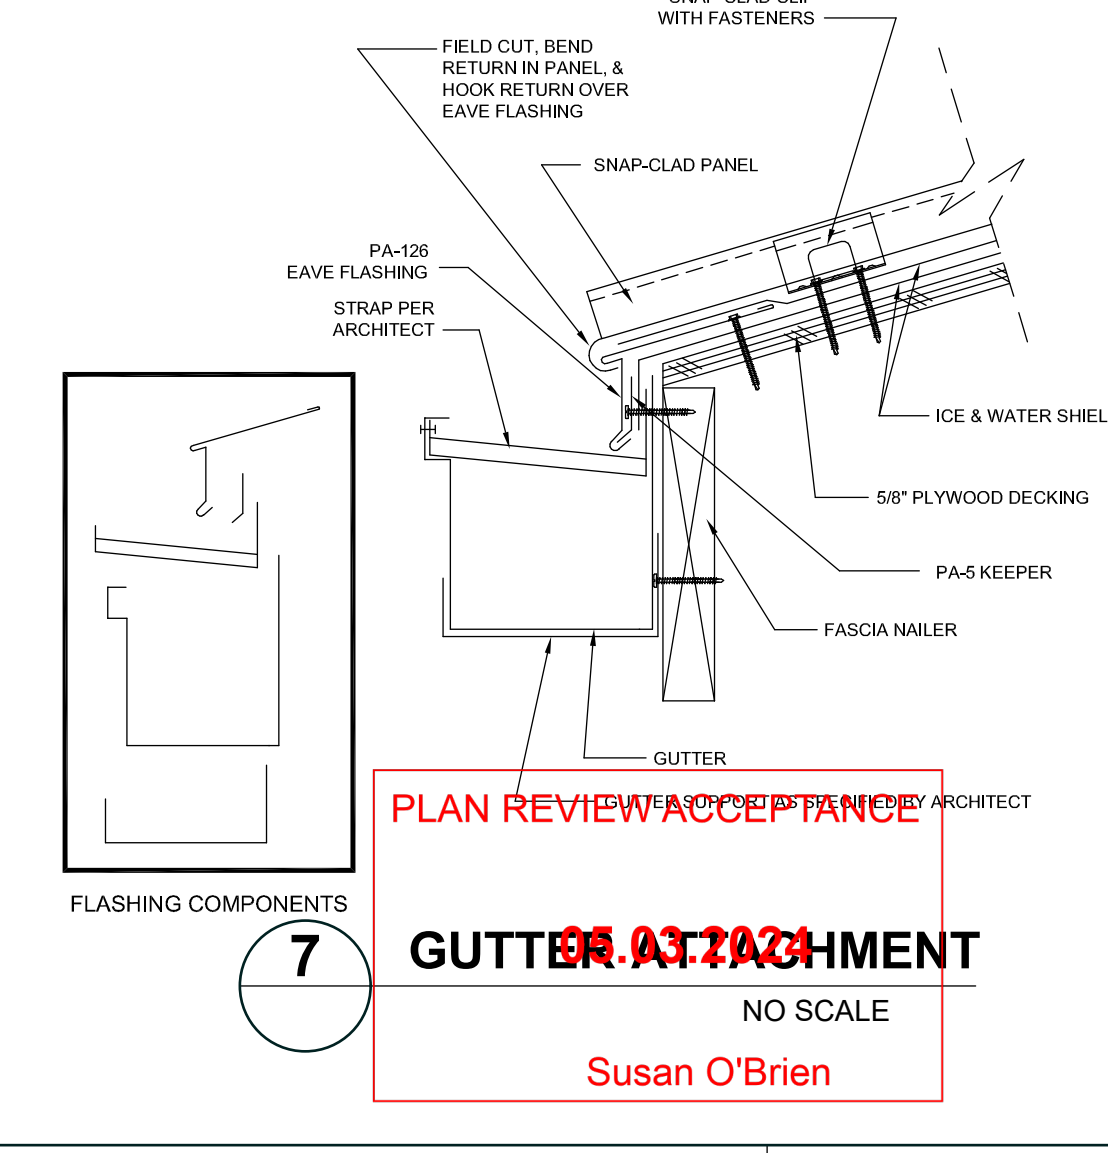 WITH FASTENERS
FIELD CUT, BEND
RETURN IN PANEL, &
HOOK RETURN OVER
EAVE FLASHING
SNAP-CLAD PANEL
PA-126
EAVE FLASHING
STRAP PER
ARCHITECT
ICE & WATER SHIEL
5/8" PLYWOOD DECKING
PA-5 KEEPER
FASCIA NAILER
GUTTER
GUTTER SUPPORT AS SPECIFIED BY ARCHITECT
PLAN REVIEW ACCEPTANCE
FLASHING COMPONENTS
7
GUTTER ATTACHMENT
05.03.2024
NO SCALE
Susan O'Brien